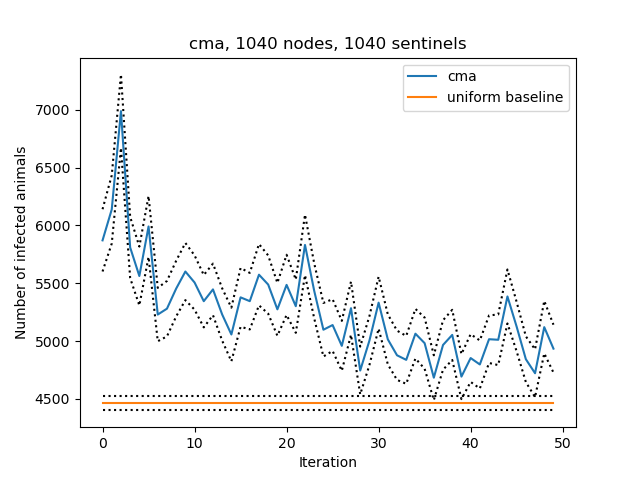 cma, 1040 nodes, 1040 sentinels
cma
uniform baseline
7000
6500
6000
5500
5000
4500
Number of infected animals
0 10 20 30 40 50
Iteration